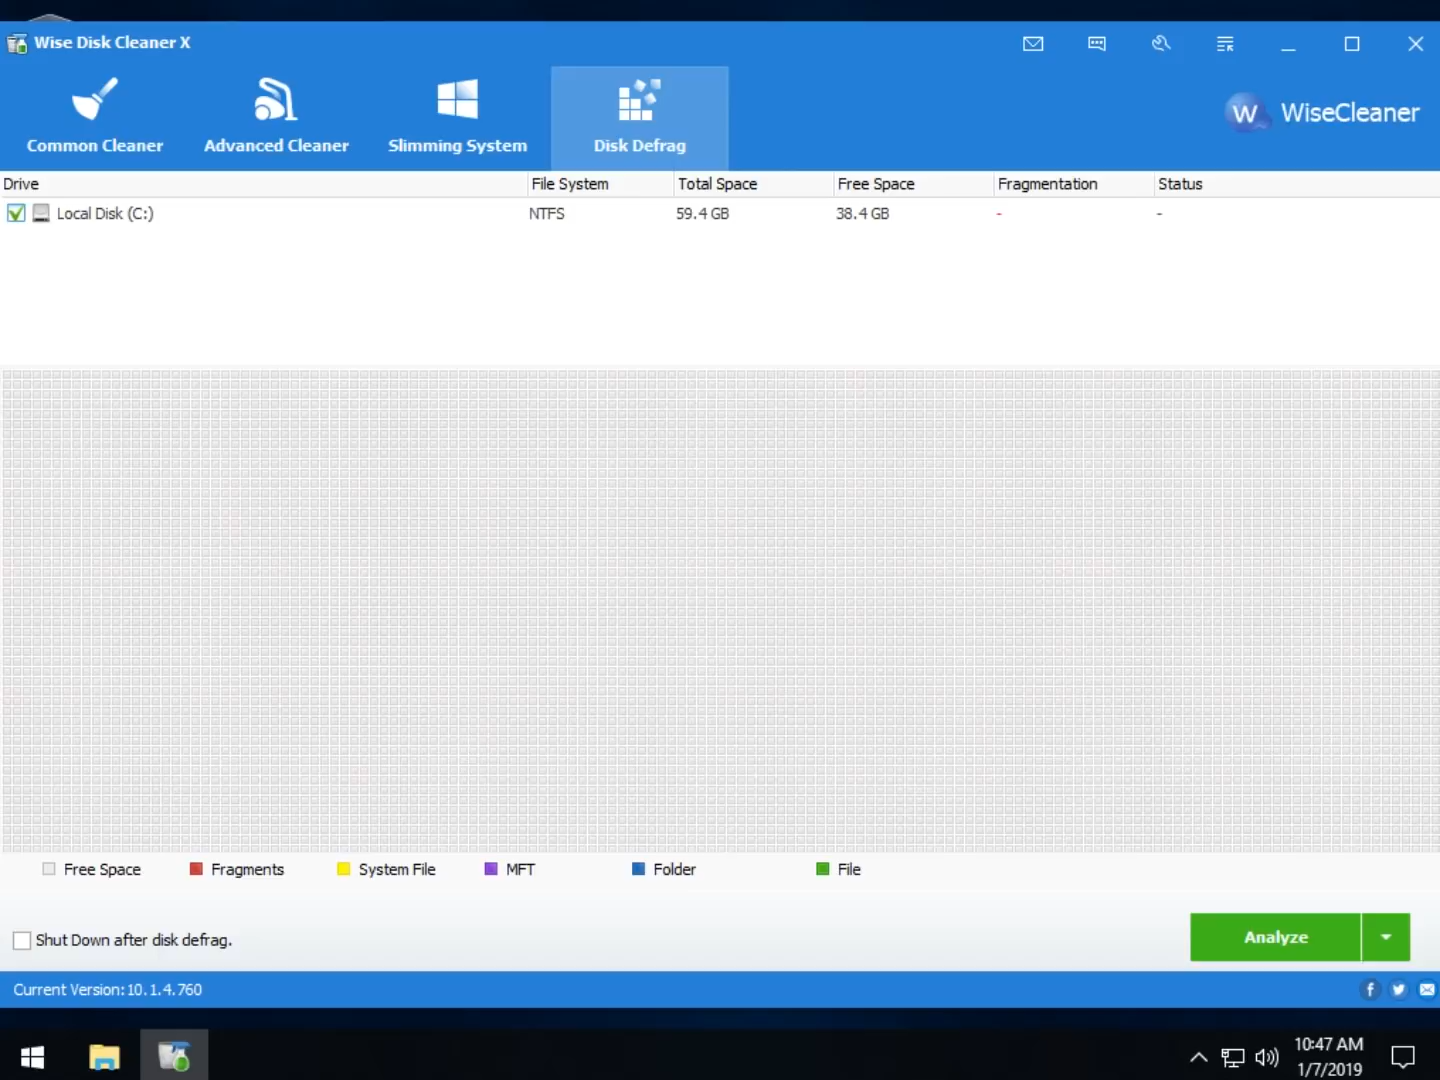 Wise Disk Cleaner X
Common Cleaner
Advanced Cleaner
Slimming System
Disk Defrag
W WiseCleaner
Drive File System Total Space Free Space Fragmentation Status
Local Disk (C:) NTFS 59.4 GB 38.4 GB - -
Free Space Fragments System File MFT Folder File
Shut Down after disk defrag.
Analyze
Current Version:10.1.4.760
10:47 AM
1/7/2019